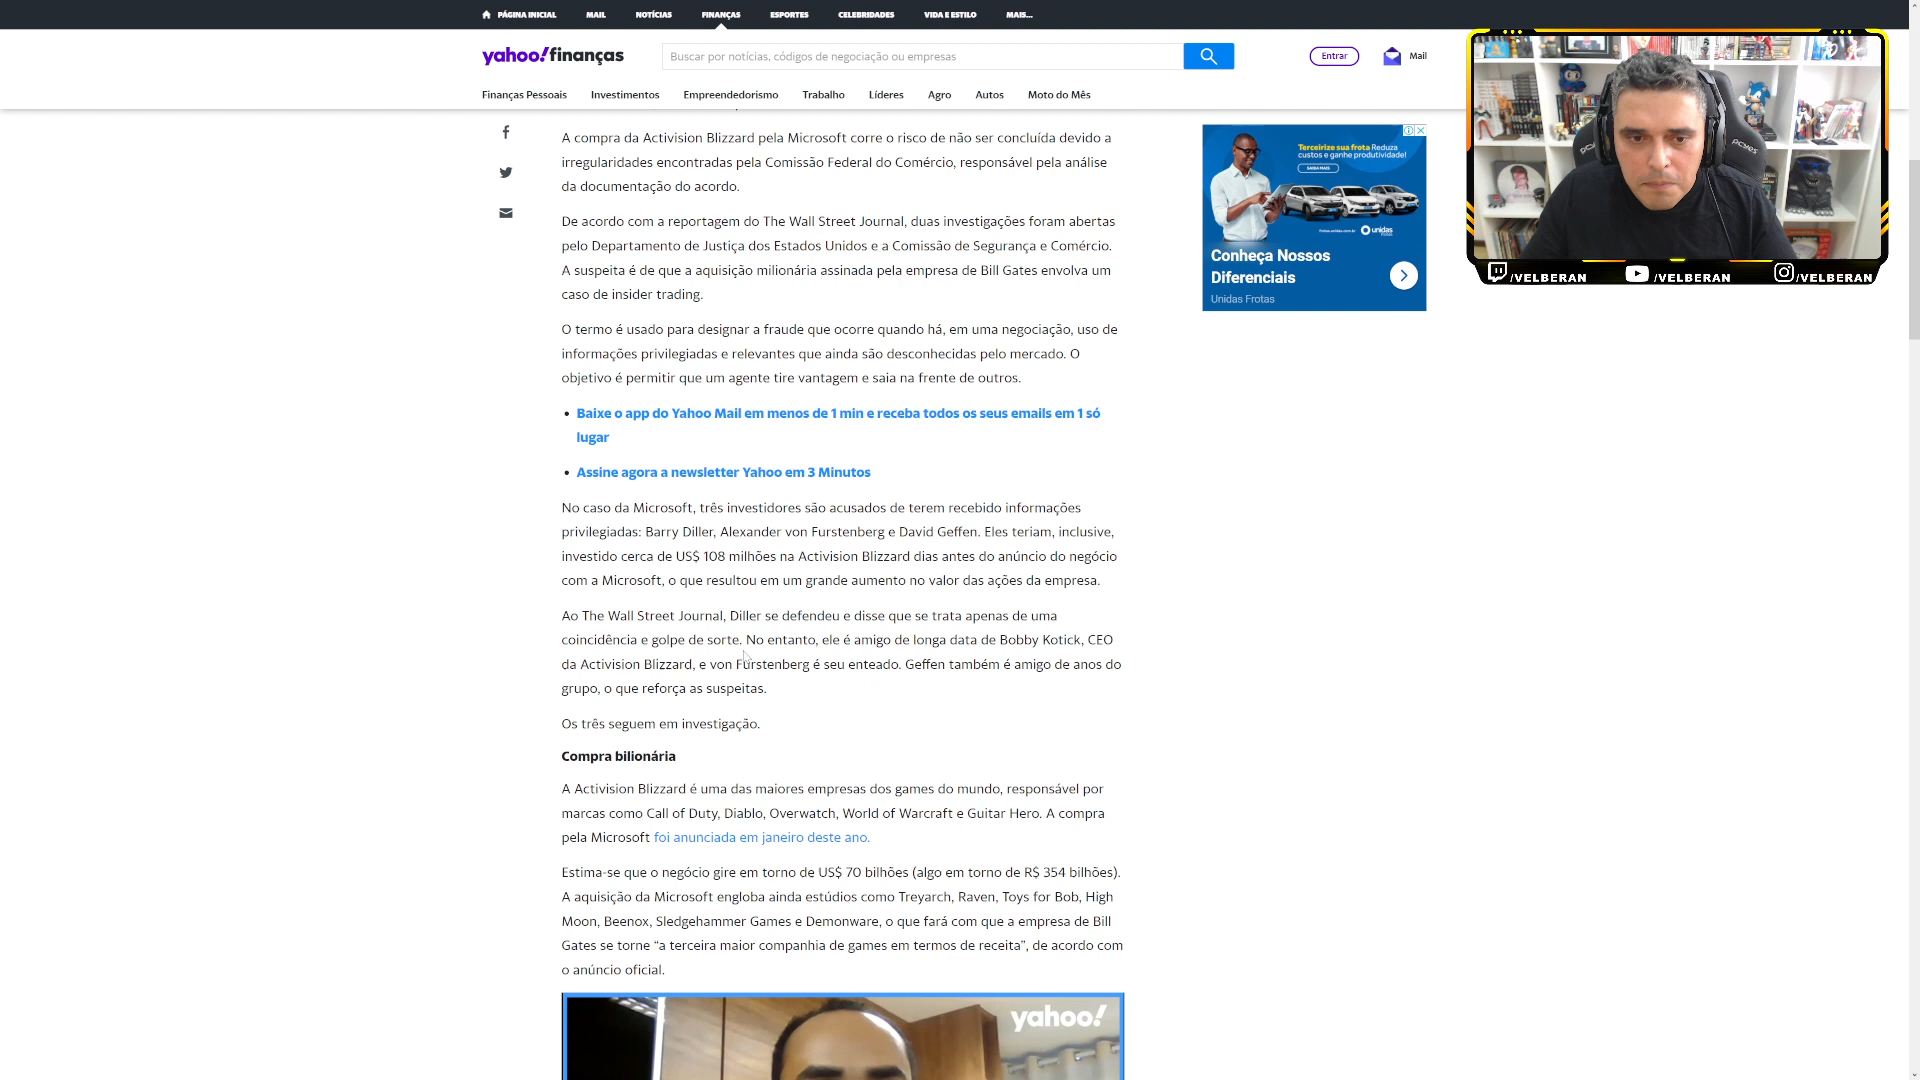 PÁGINA INICIAL MAIL NOTÍCIAS FINANÇAS ESPORTES CELEBRIDADES VIDA E ESTILO MAIS...
yahoo!finanças
Buscar por notícias, códigos de negociação ou empresas
Entrar
Mail
Finanças Pessoais Investimentos Empreendedorismo Trabalho Líderes Agro Autos Moto do Mês
A compra da Activision Blizzard pela Microsoft corre o risco de não ser concluída devido a
irregularidades encontradas pela Comissão Federal do Comércio, responsável pela análise
da documentação do acordo.
De acordo com a reportagem do The Wall Street Journal, duas investigações foram abertas
pelo Departamento de Justiça dos Estados Unidos e a Comissão de Segurança e Comércio.
A suspeita é de que a aquisição milionária assinada pela empresa de Bill Gates envolva um
caso de insider trading.
O termo é usado para designar a fraude que ocorre quando há, em uma negociação, uso de
informações privilegiadas e relevantes que ainda são desconhecidas pelo mercado. O
objetivo é permitir que um agente tire vantagem e saia na frente de outros.
• Baixe o app do Yahoo Mail em menos de 1 min e receba todos os seus emails em 1 só
lugar
• Assine agora a newsletter Yahoo em 3 Minutos
No caso da Microsoft, três investidores são acusados de terem recebido informações
privilegiadas: Barry Diller, Alexander von Furstenberg e David Geffen. Eles teriam, inclusive,
investido cerca de US$ 108 milhões na Activision Blizzard dias antes do anúncio do negócio
com a Microsoft, o que resultou em um grande aumento no valor das ações da empresa.
Ao The Wall Street Journal, Diller se defendeu e disse que se trata apenas de uma
coincidência e golpe de sorte. No entanto, ele é amigo de longa data de Bobby Kotick, CEO
da Activision Blizzard, e von Furstenberg é seu enteado. Geffen também é amigo de anos do
grupo, o que reforça as suspeitas.
Os três seguem em investigação.
Compra bilionária
A Activision Blizzard é uma das maiores empresas dos games do mundo, responsável por
marcas como Call of Duty, Diablo, Overwatch, World of Warcraft e Guitar Hero. A compra
pela Microsoft foi anunciada em janeiro deste ano.
Estima-se que o negócio gire em torno de US$ 70 bilhões (algo em torno de R$ 354 bilhões).
A aquisição da Microsoft engloba ainda estúdios como Treyarch, Raven, Toys for Bob, High
Moon, Beenox, Sledgehammer Games e Demonware, o que fará com que a empresa de Bill
Gates se torne “a terceira maior companhia de games em termos de receita”, de acordo com
o anúncio oficial.
yahoo!
Terceirize sua frota Reduza
custos e ganhe produtividade!
SAIBA MAIS
unidas
Conheça Nossos
Diferenciais
Unidas Frotas
/VELBERAN /VELBERAN /VELBERAN